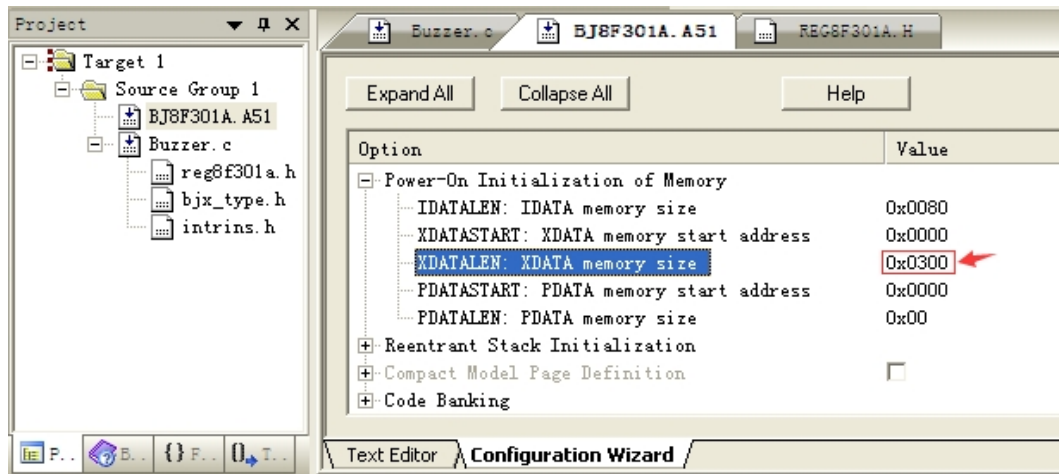 Project
Target 1
Source Group 1
BJ8F301A.A51
Buzzer.c
reg8f301a.h
bjx_type.h
intrins.h
P..
B..
{} F..
T..
Buzzer.c
BJ8F301A.A51
REG8F301A.H
Expand All
Collapse All
Help
Option Value
Power-On Initialization of Memory
IDATALEN: IDATA memory size 0x0080
XDATASTART: XDATA memory start address 0x0000
XDATALEN: XDATA memory size 0x0300
PDATASTART: PDATA memory start address 0x0000
PDATALEN: PDATA memory size 0x00
Reentrant Stack Initialization
Compact Model Page Definition
Code Banking
Text Editor
Configuration Wizard